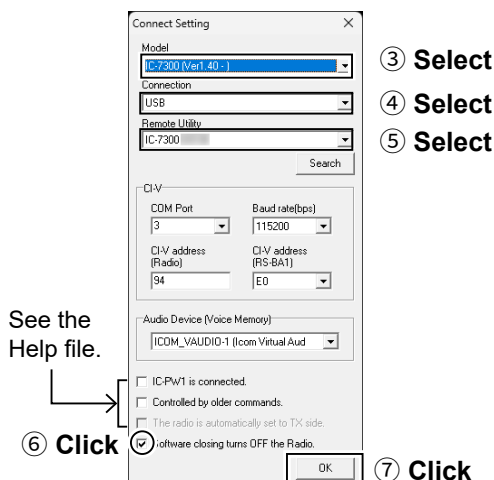 Connect Setting
Model
IC-7300 (Ver1.40 - )
③ Select
Connection
USB
④ Select
Remote Utility
IC-7300
⑤ Select
Search
CI-V
COM Port
Baud rate(bps)
3
115200
CI-V address
(Radio)
CI-V address
(RS-BA1)
94
E0
Audio Device (Voice Memory)
ICOM_VAUDIO-1 (Icom Virtual Aud
See the
Help file.
IC-PW1 is connected.
Controlled by older commands.
The radio is automatically set to TX side.
⑥ Click
Software closing turns OFF the Radio.
OK
⑦ Click